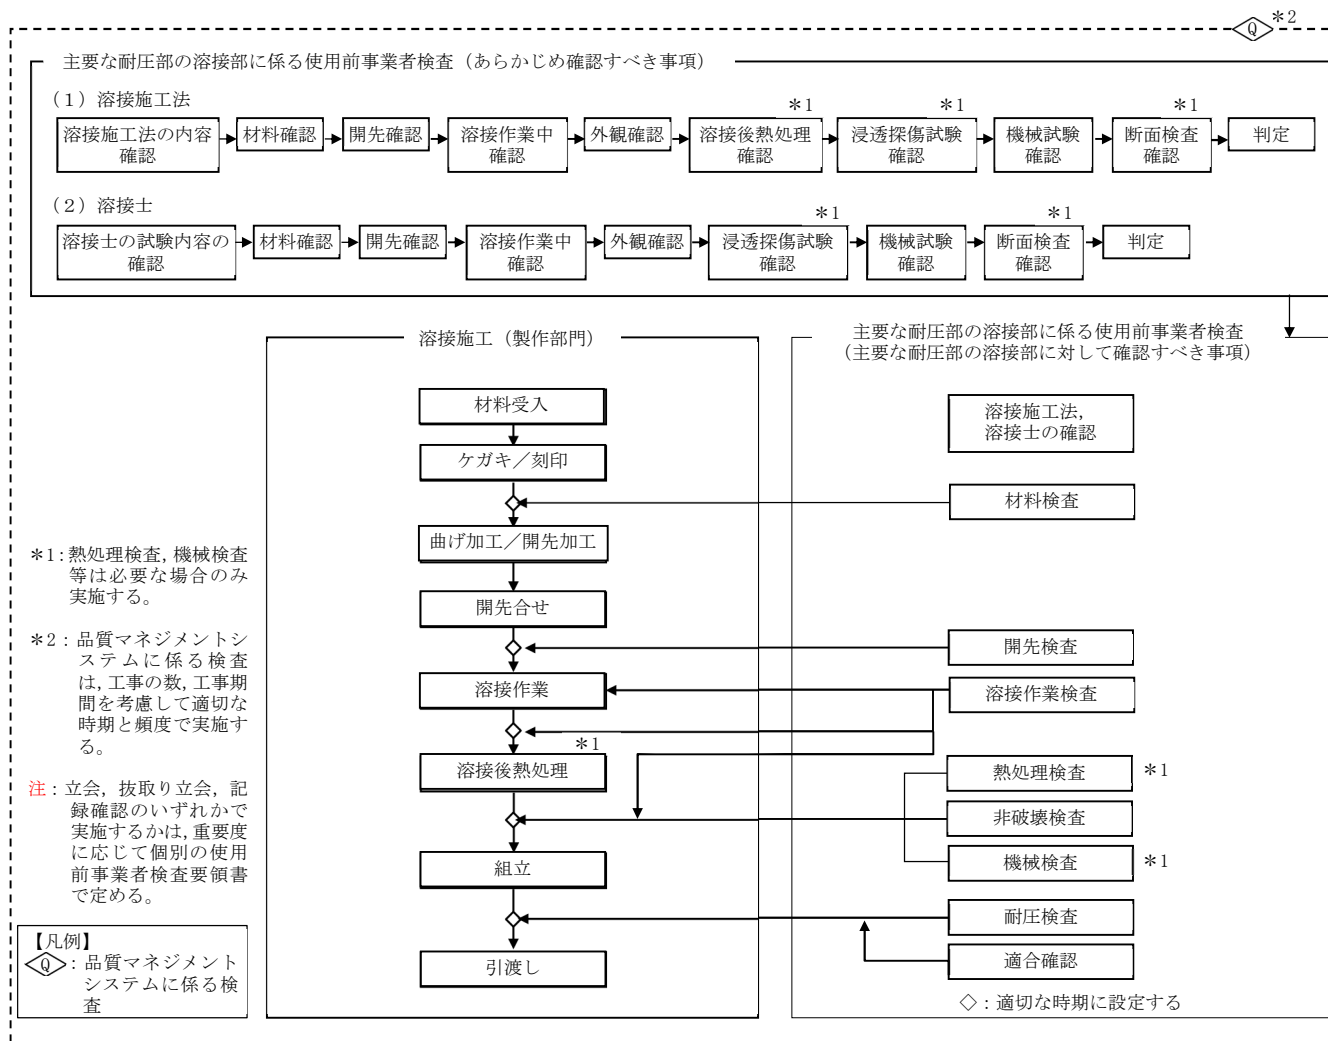 Q
*2
主要な耐圧部の溶接部に係る使用前事業者検査(あらかじめ確認すべき事項)
(1)溶接施工法
*1
*1
*1
溶接施工法の内容
確認
材料確認
開先確認
溶接作業中
確認
外観確認
溶接後熱処理
確認
浸透探傷試験
確認
機械試験
確認
断面検査
確認
判定
(2)溶接士
*1
*1
溶接士の試験内容の
確認
材料確認
開先確認
溶接作業中
確認
外観確認
浸透探傷試験
確認
機械試験
確認
断面検査
確認
判定
溶接施工(製作部門)
材料受入
ケガキ/刻印
曲げ加工/開先加工
開先合せ
溶接作業
*1
溶接後熱処理
組立
引渡し
主要な耐圧部の溶接部に係る使用前事業者検査
(主要な耐圧部の溶接部に対して確認すべき事項)
溶接施工法,
溶接士の確認
材料検査
開先検査
溶接作業検査
熱処理検査
*1
非破壊検査
機械検査
*1
耐圧検査
適合確認
◇:適切な時期に設定する
*1:熱処理検査,機械検査
等は必要な場合のみ
実施する。
*2:品質マネジメントシ
ステムに係る検査
は,工事の数,工事期
間を考慮して適切な
時期と頻度で実施す
る。
注:立会,抜取り立会,記
録確認のいずれかで
実施するかは,重要度
に応じて個別の使用
前事業者検査要領書
で定める。
【凡例】
Q:品質マネジメント
システムに係る検
査